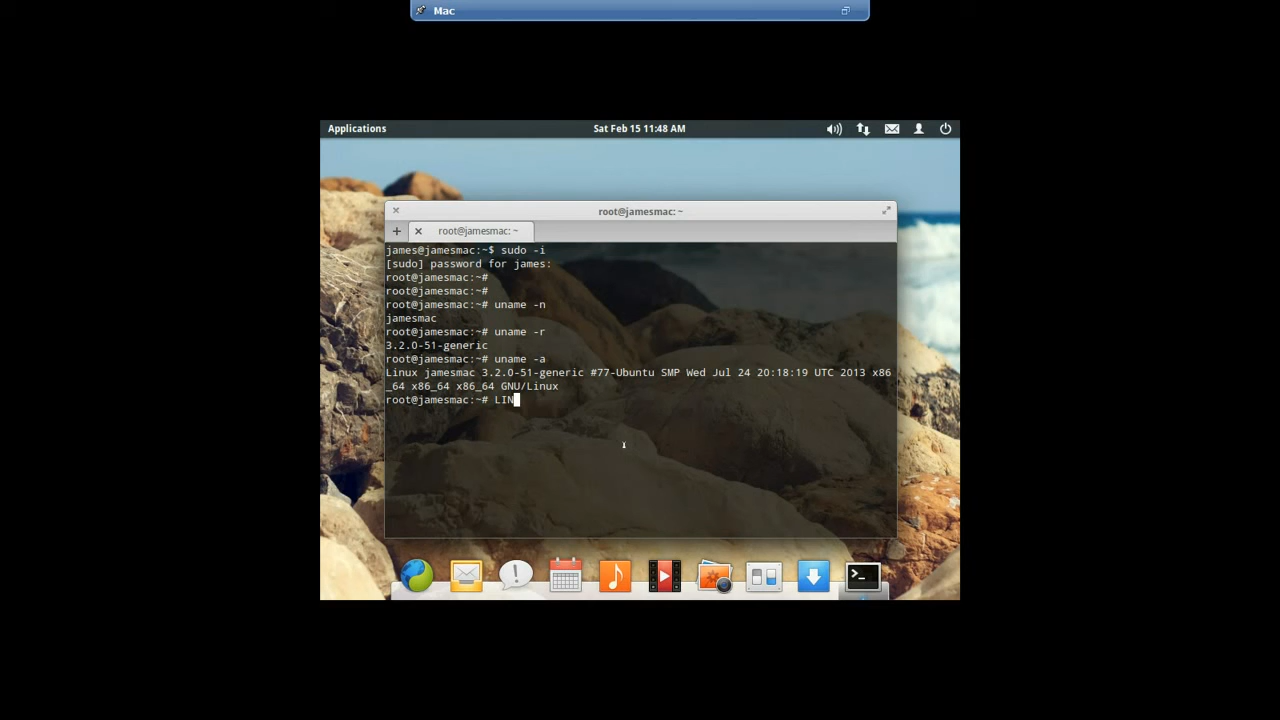 Mac
Applications
Sat Feb 15 11:48 AM
root@jamesmac: ~
root@jamesmac: ~
james@jamesmac:~$ sudo -i
[sudo] password for james:
root@jamesmac:~#
root@jamesmac:~#
root@jamesmac:~# uname -n
jamesmac
root@jamesmac:~# uname -r
3.2.0-51-generic
root@jamesmac:~# uname -a
Linux jamesmac 3.2.0-51-generic #77-Ubuntu SMP Wed Jul 24 20:18:19 UTC 2013 x86
_64 x86_64 x86_64 GNU/Linux
root@jamesmac:~# LIN